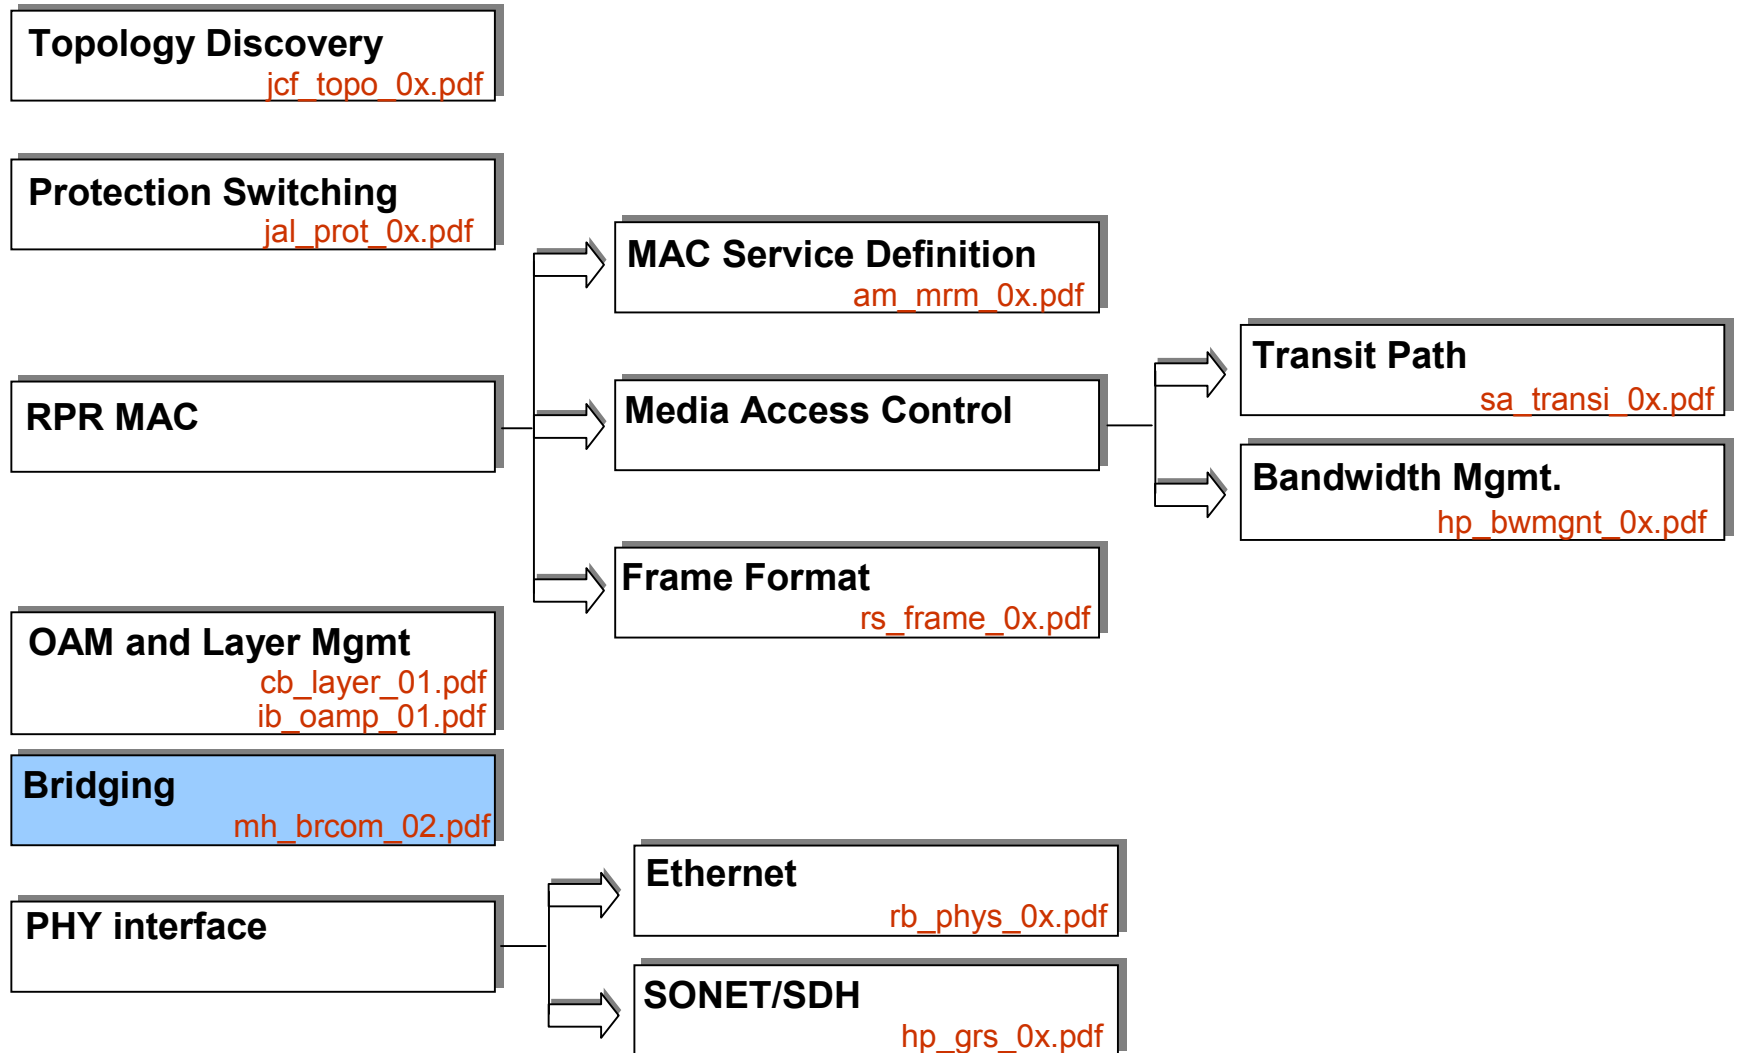 Topology Discovery
jcf_topo_0x.pdf
Protection Switching
jal_prot_0x.pdf
RPR MAC
MAC Service Definition
am_mrm_0x.pdf
Media Access Control
Frame Format
rs_frame_0x.pdf
Transit Path
sa_transi_0x.pdf
Bandwidth Mgmt.
hp_bwmgnt_0x.pdf
OAM and Layer Mgmt
cb_layer_01.pdf
ib_oamp_01.pdf
Bridging
mh_brcom_02.pdf
PHY interface
Ethernet
rb_phys_0x.pdf
SONET/SDH
hp_grs_0x.pdf